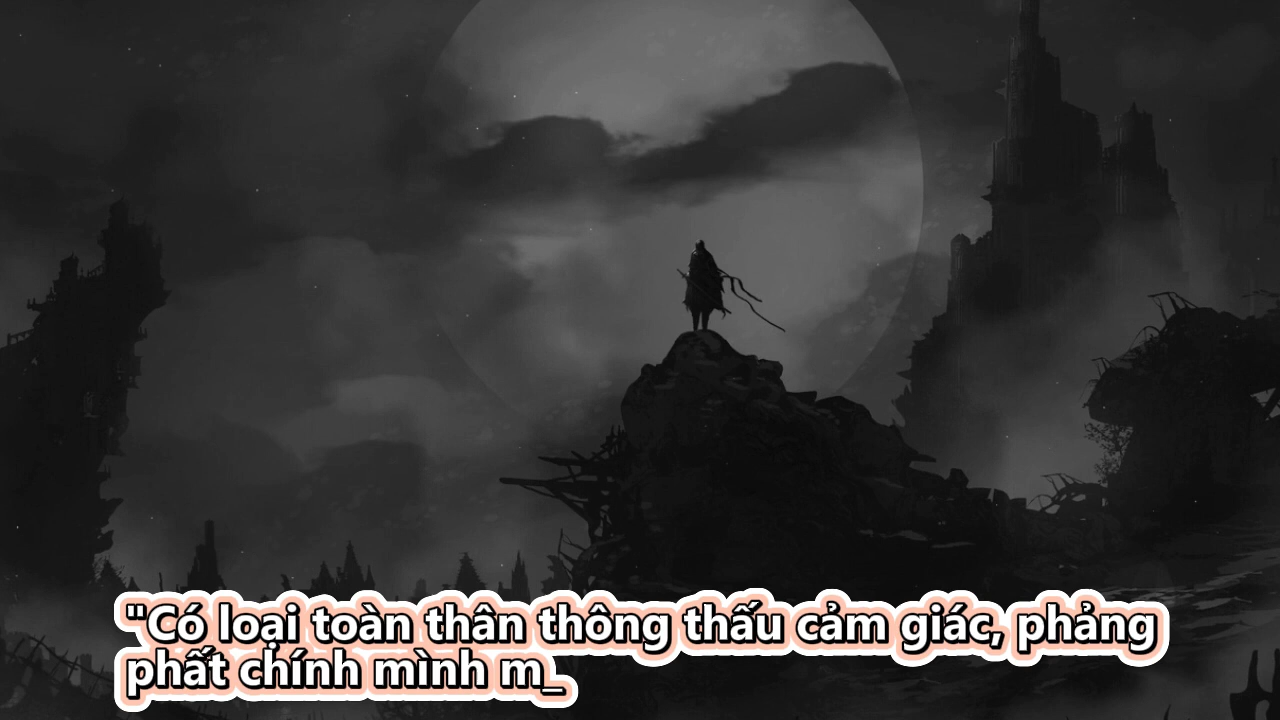 "Có loại toàn thân thông thấu cảm giác, phảng
phất chính mình m_